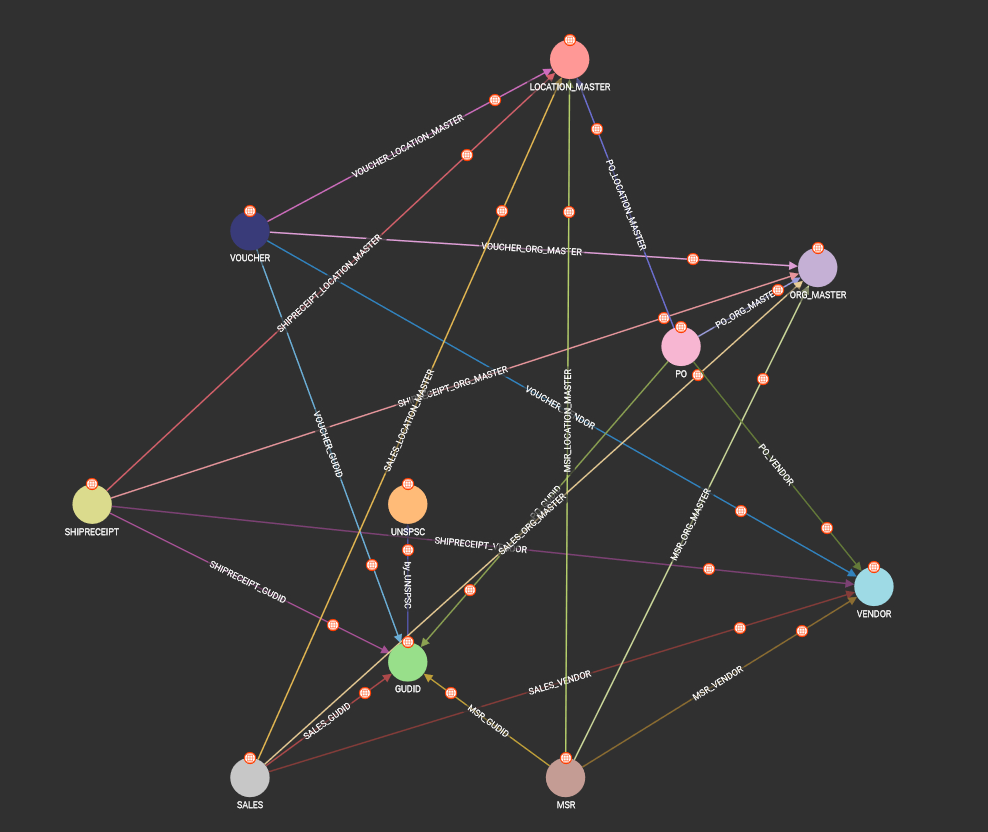 LOCATION_MASTER
VOUCHER_LOCATION_MASTER
PO_LOCATION_MASTER
VOUCHER
VOUCHER_ORG_MASTER
SHIPRECEIPT_LOCATION_MASTER
ORG_MASTER
PO_ORG_MASTER
PO
SHIPRECEIPT_ORG_MASTER
VOUCHER_VENDOR
SALES_LOCATION_MASTER
MSR_LOCATION_MASTER
VOUCHER_GUDID
PO_VENDOR
PO_GUDID
SALES_ORG_MASTER
MSR_ORG_MASTER
SHIPRECEIPT
UNSPSC
SHIPRECEIPT_VENDOR
by_UNSPSC
SHIPRECEIPT_GUDID
VENDOR
GUDID
SALES_VENDOR
MSR_VENDOR
SALES_GUDID
MSR_GUDID
SALES
MSR